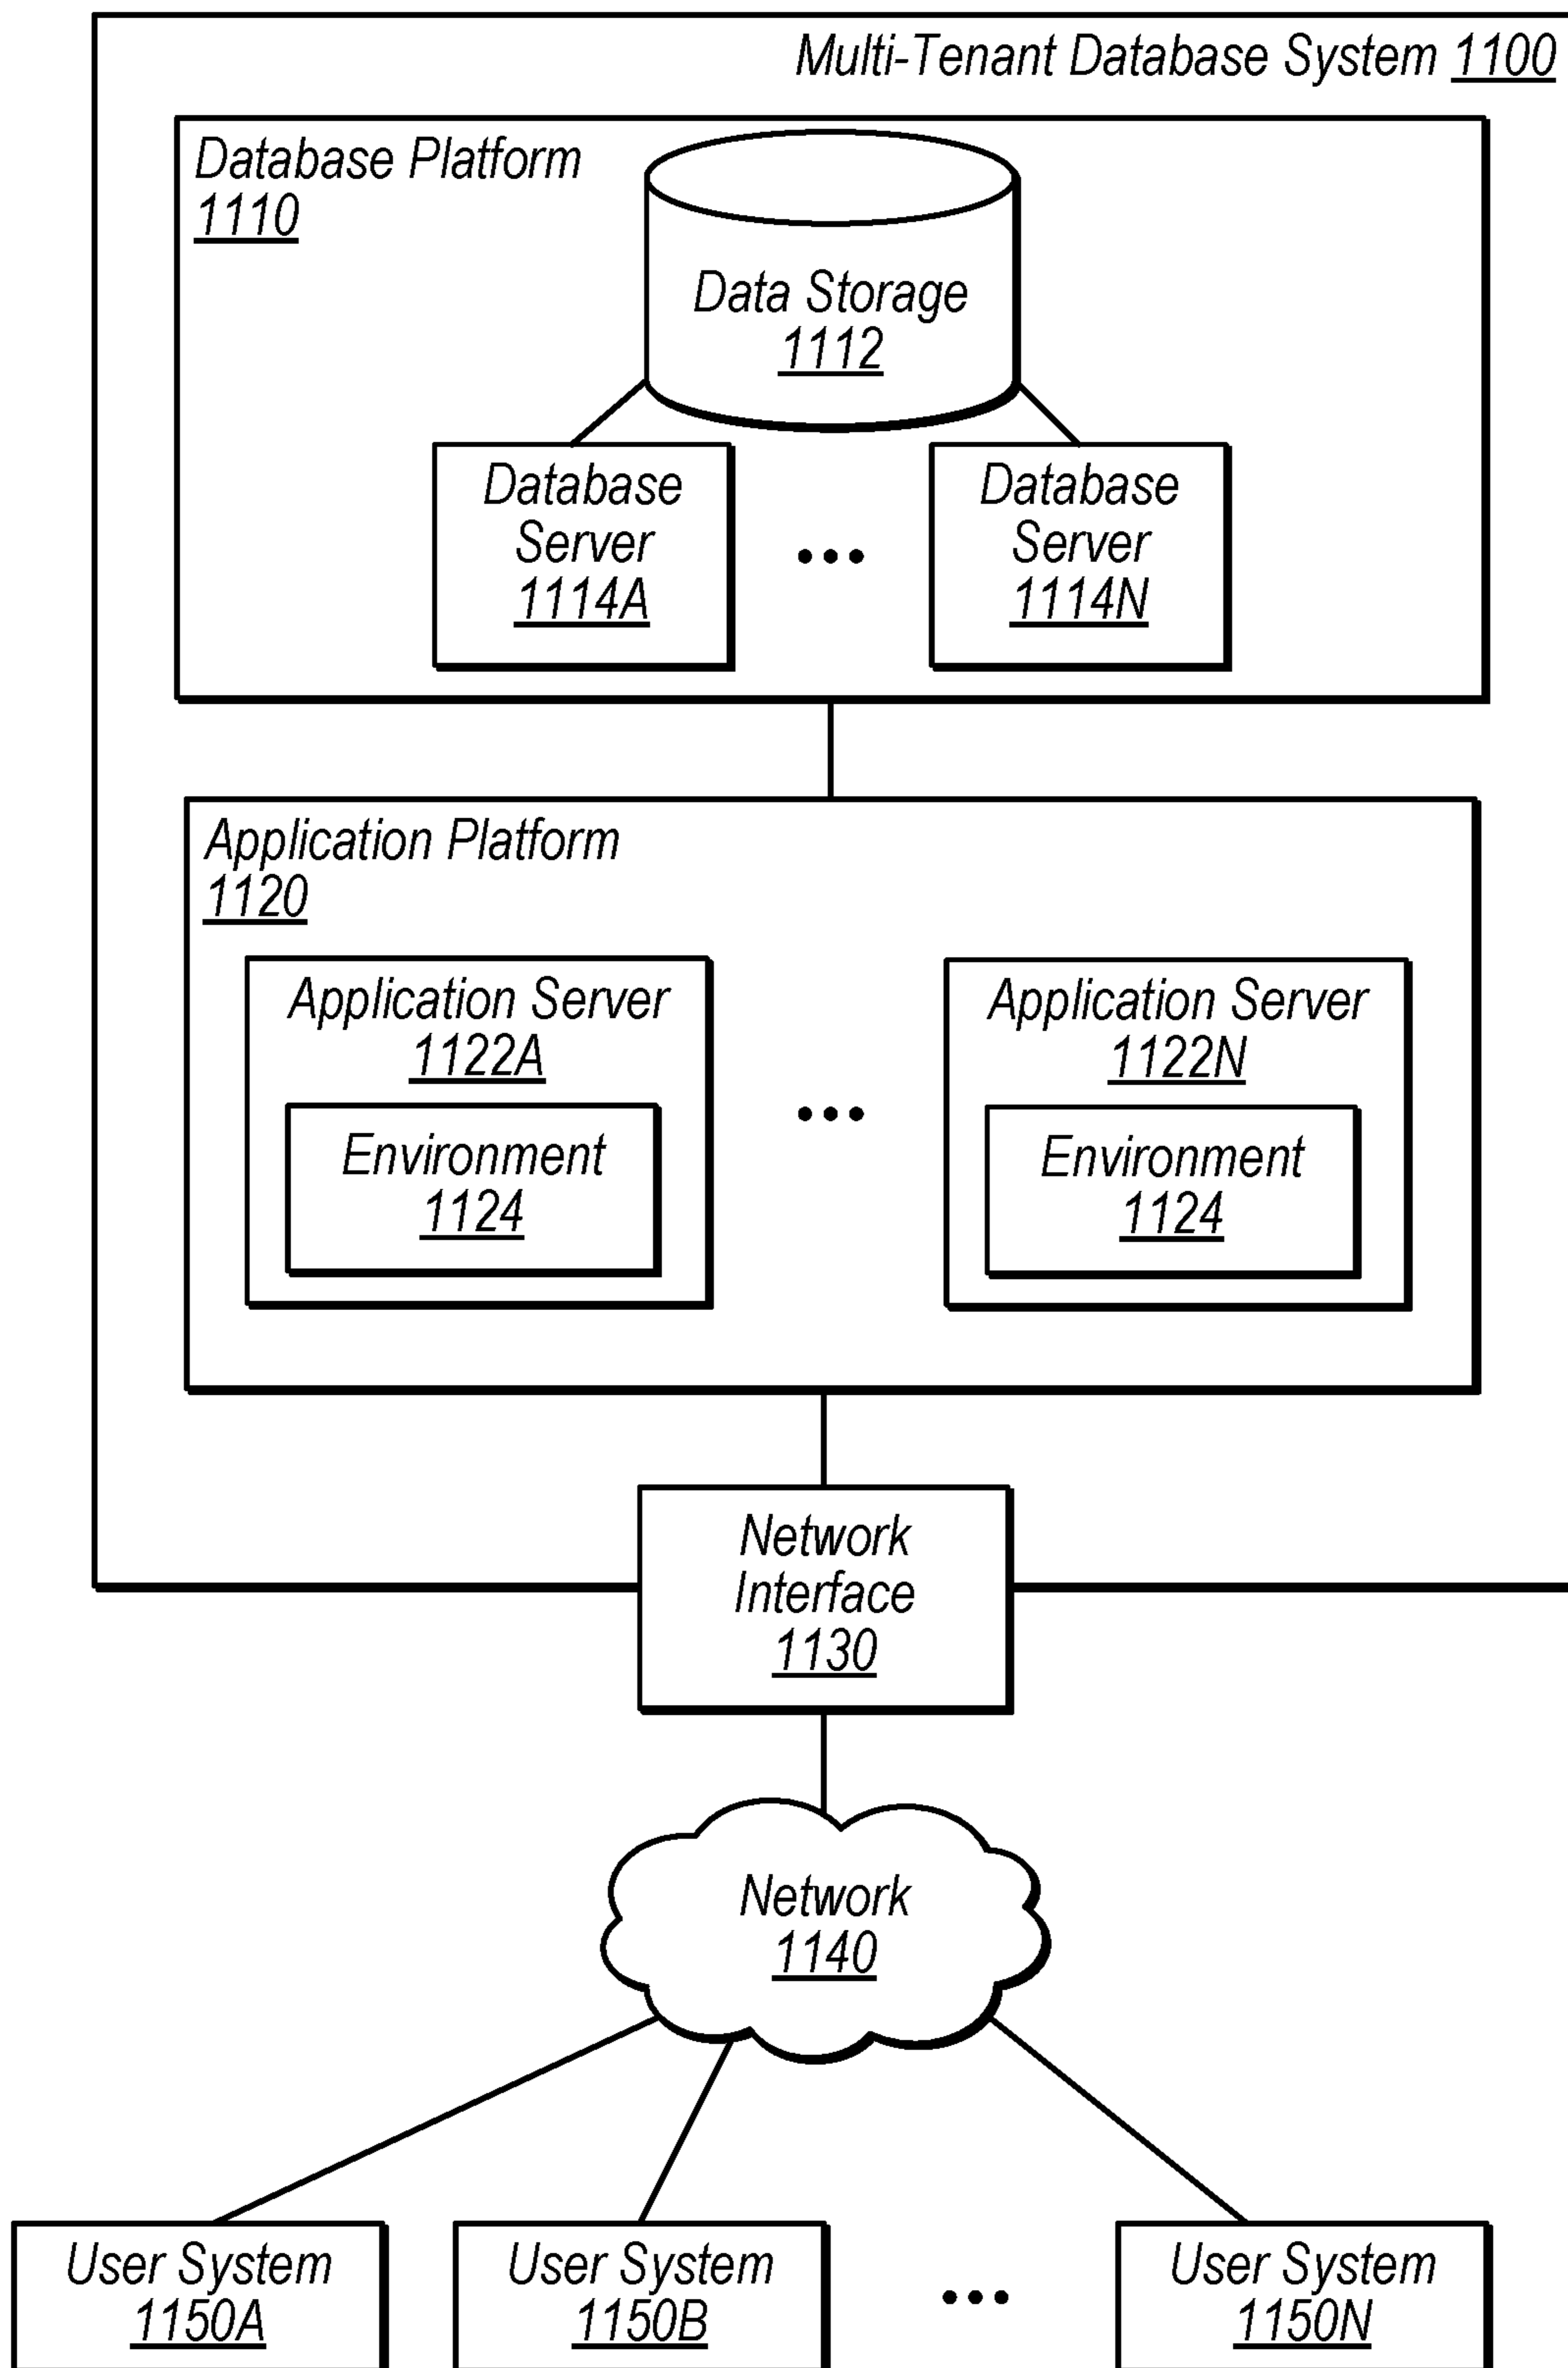 Multi-Tenant Database System 1100
Database Platform
1110
Data Storage
1112
Database
Server
1114A
•••
Database
Server
1114N
Application Platform
1120
Application Server
1122A
Environment
1124
•••
Application Server
1122N
Environment
1124
Network
Interface
1130
Network
1140
User System
1150A
User System
1150B
•••
User System
1150N